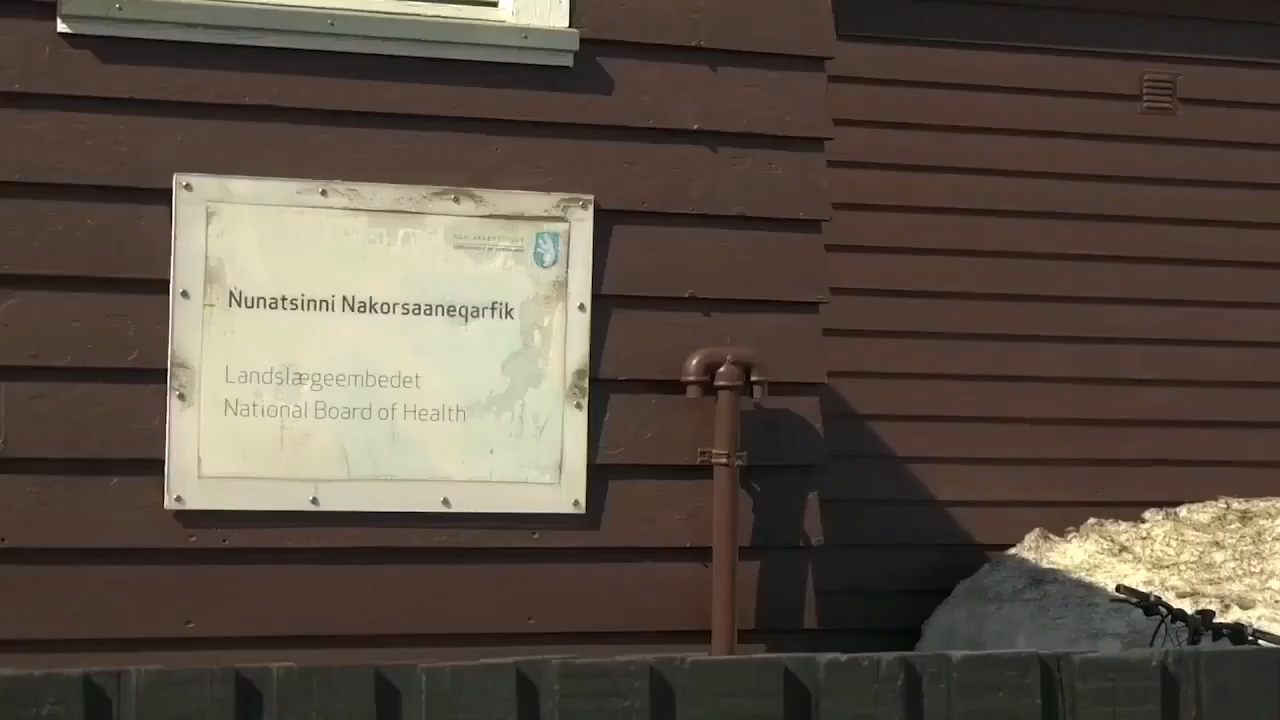 Nunatsinni Nakorsaaneqarfik
Landslægeembedet
National Board of Health